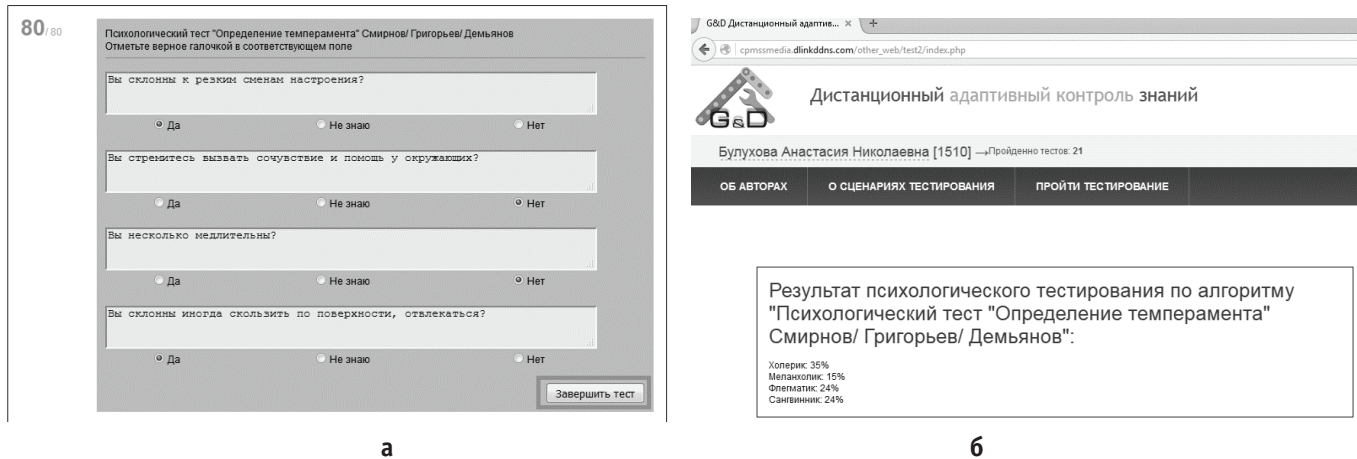 80/80
Психологический тест "Определение темперамента" Смирнов/ Григорьев/ Демьянов
Отметьте верное галочкой в соответствующем поле
Вы склонны к резким сменам настроения?
Да Не знаю Нет
Вы стремитесь вызвать сочувствие и помощь у окружающих?
Да Не знаю Нет
Вы несколько медлительны?
Да Не знаю Нет
Вы склонны иногда скользить по поверхности, отвлекаться?
Да Не знаю Нет
Завершить тест
а
G&D Дистанционный адаптив... × +
cpmssmedia.dlinkddns.com/other_web/test2/index.php
G&D
Дистанционный адаптивный контроль знаний
Булухова Анастасия Николаевна [1510] →Пройденно тестов: 21
ОБ АВТОРАХ О СЦЕНАРИЯХ ТЕСТИРОВАНИЯ ПРОЙТИ ТЕСТИРОВАНИЕ
Результат психологического тестирования по алгоритму
"Психологический тест "Определение темперамента"
Смирнов/ Григорьев/ Демьянов":
Холерик: 35%
Меланхолик: 15%
Флегматик: 24%
Сангвинник: 24%
б